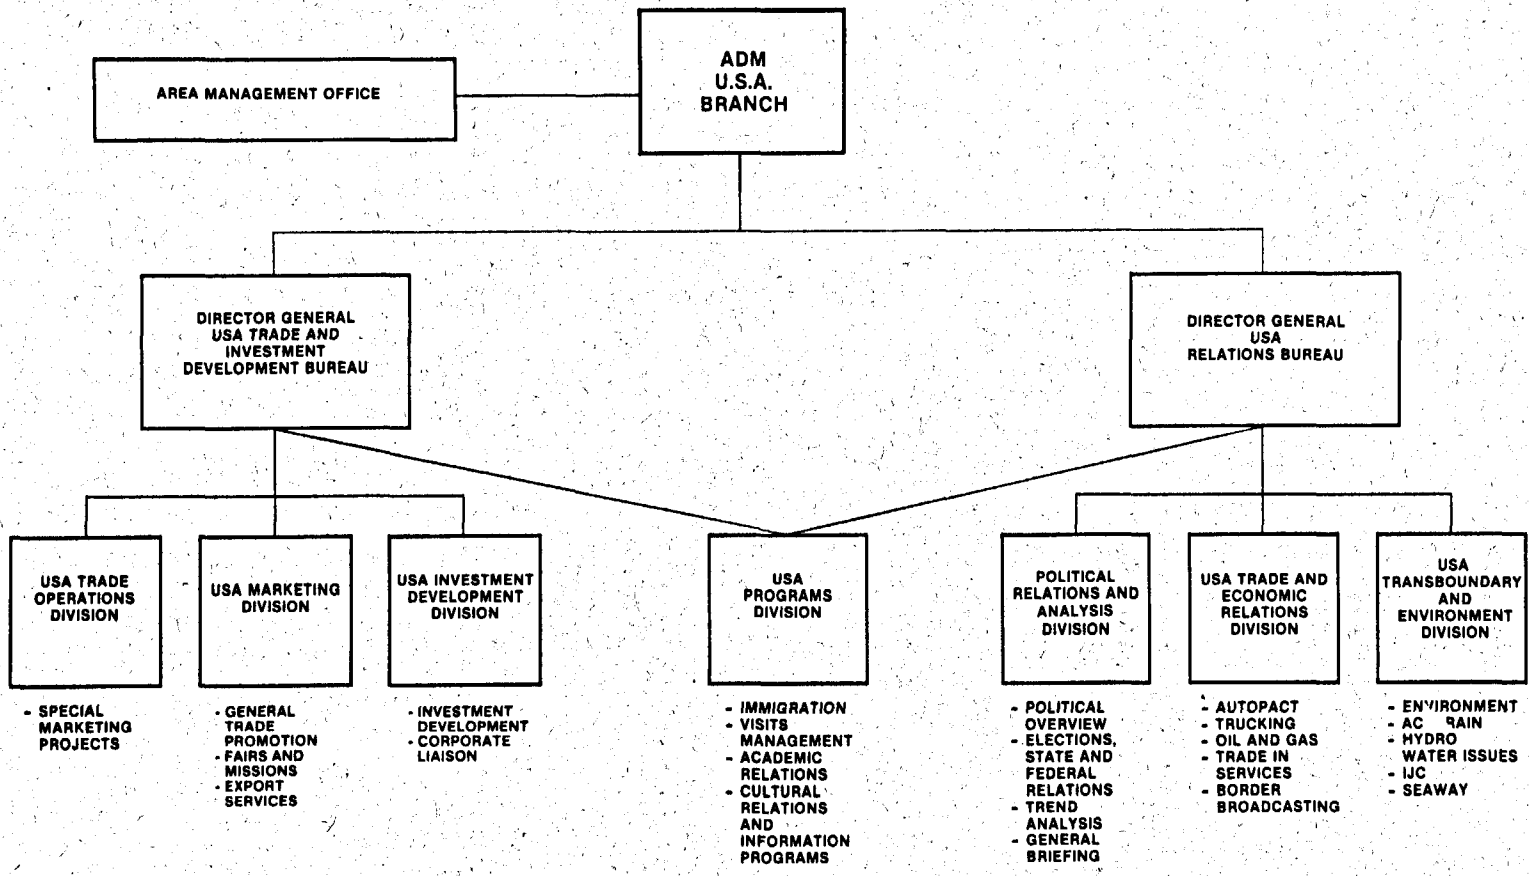 ADM
U.S.A.
BRANCH
AREA MANAGEMENT OFFICE
DIRECTOR GENERAL
USA TRADE AND
INVESTMENT
DEVELOPMENT BUREAU
DIRECTOR GENERAL
USA
RELATIONS BUREAU
USA TRADE
OPERATIONS
DIVISION
USA MARKETING
DIVISION
USA INVESTMENT
DEVELOPMENT
DIVISION
USA
PROGRAMS
DIVISION
POLITICAL
RELATIONS AND
ANALYSIS
DIVISION
USA TRADE AND
ECONOMIC
RELATIONS
DIVISION
USA
TRANSBOUNDARY
AND
ENVIRONMENT
DIVISION
- SPECIAL
MARKETING
PROJECTS
- GENERAL
TRADE
PROMOTION
- FAIRS AND
MISSIONS
- EXPORT
SERVICES
- INVESTMENT
DEVELOPMENT
- CORPORATE
LIAISON
- IMMIGRATION
- VISITS
MANAGEMENT
- ACADEMIC
RELATIONS
- CULTURAL
RELATIONS
AND
INFORMATION
PROGRAMS
- POLITICAL
OVERVIEW
- ELECTIONS,
STATE AND
FEDERAL
RELATIONS
- TREND
ANALYSIS
- GENERAL
BRIEFING
- AUTOPACT
- TRUCKING
- OIL AND GAS
- TRADE IN
SERVICES
- BORDER
BROADCASTING
- ENVIRONMENT
- RAIN
- HYDRO
WATER ISSUES
- IJC
- SEAWAY